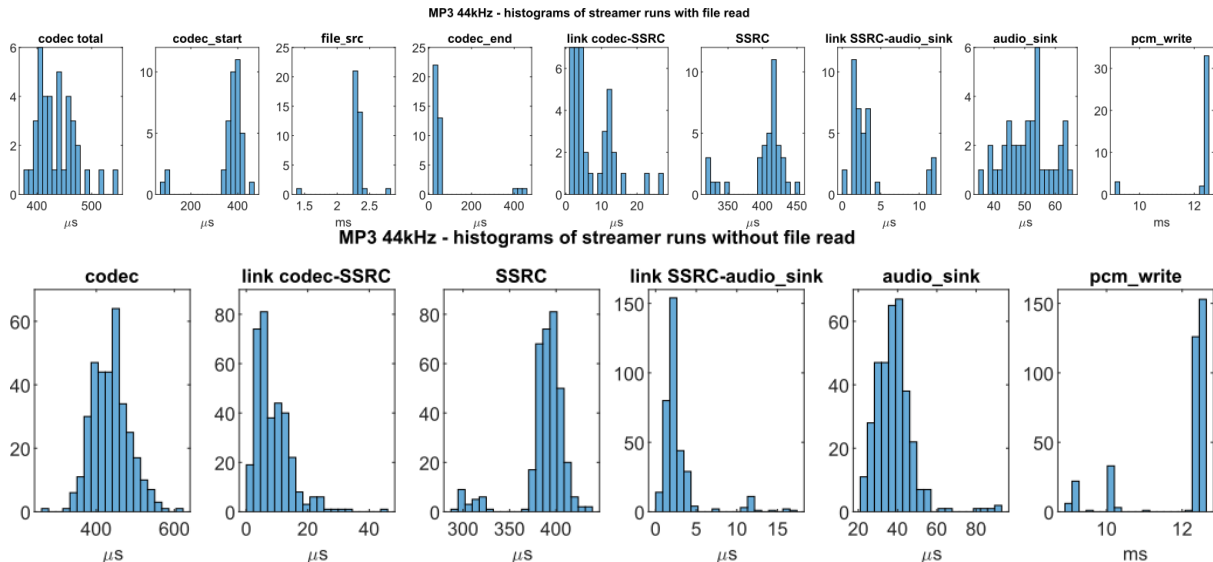 MP3 44kHz - histograms of streamer runs with file read
codec total codec_start file_src codec_end link codec-SSRC SSRC link SSRC-audio_sink audio_sink pcm_write
6 4 2 0
10 5 0
25 20 15 10 5 0
25 20 15 10 5 0
6 4 2 0
10 5 0
10 5 0
6 4 2 0
30 20 10 0
400 500 200 400 1.5 2 2.5 0 200 400 0 10 20 350 400 450 0 5 10 40 50 60 10 12
μs μs ms μs μs μs μs μs ms
MP3 44kHz - histograms of streamer runs without file read
codec link codec-SSRC SSRC link SSRC-audio_sink audio_sink pcm_write
60 40 20 0
80 60 40 20 0
80 60 40 20 0
150 100 50 0
60 40 20 0
150 100 50 0
400 500 600 0 20 40 300 350 400 0 5 10 15 20 40 60 80 10 12
μs μs μs μs μs ms